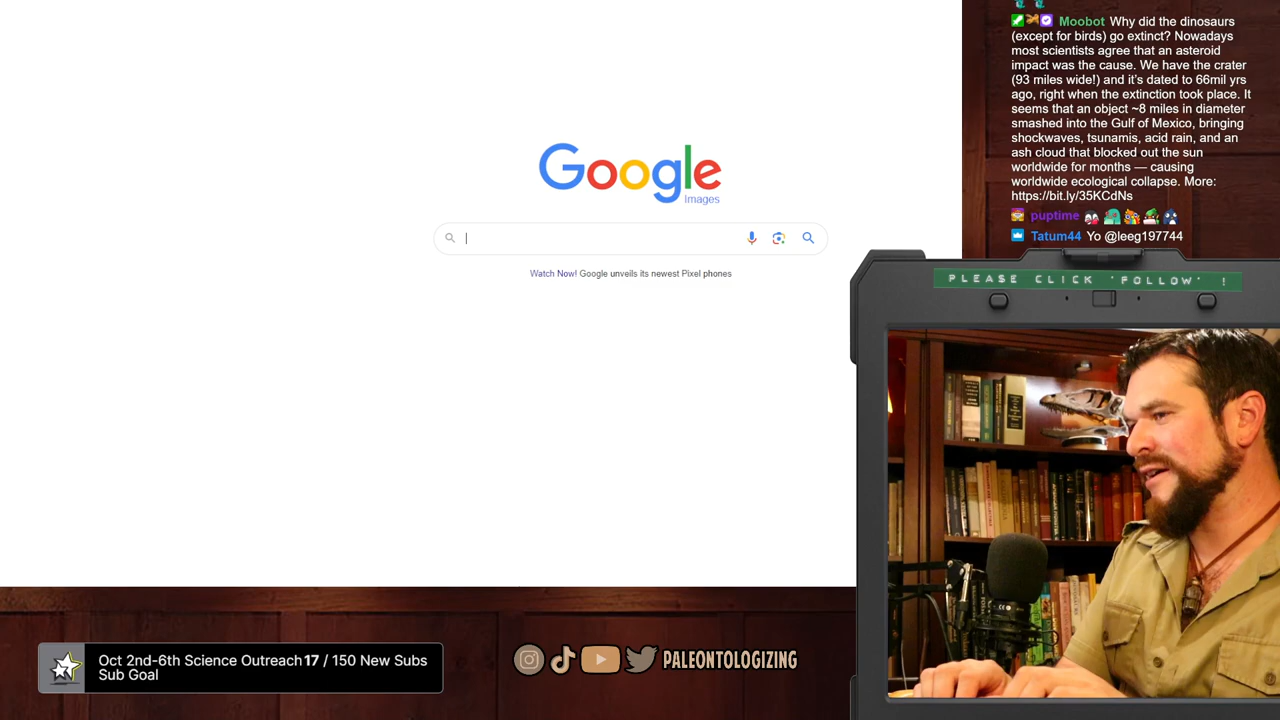 Google
Images
Watch Now! Google unveils its newest Pixel phones
Moobot Why did the dinosaurs
(except for birds) go extinct? Nowadays
most scientists agree that an asteroid
impact was the cause. We have the crater
(93 miles wide!) and it's dated to 66mil yrs
ago, right when the extinction took place. It
seems that an object ~8 miles in diameter
smashed into the Gulf of Mexico, bringing
shockwaves, tsunamis, acid rain, and an
ash cloud that blocked out the sun
worldwide for months — causing
worldwide ecological collapse. More:
https://bit.ly/35KCdNs
puptime
Tatum44 Yo @leeg197744
PLEASE CLICK 'FOLLOW' !
Oct 2nd-6th Science Outreach 17 / 150 New Subs
Sub Goal
PALEONTOLOGIZING